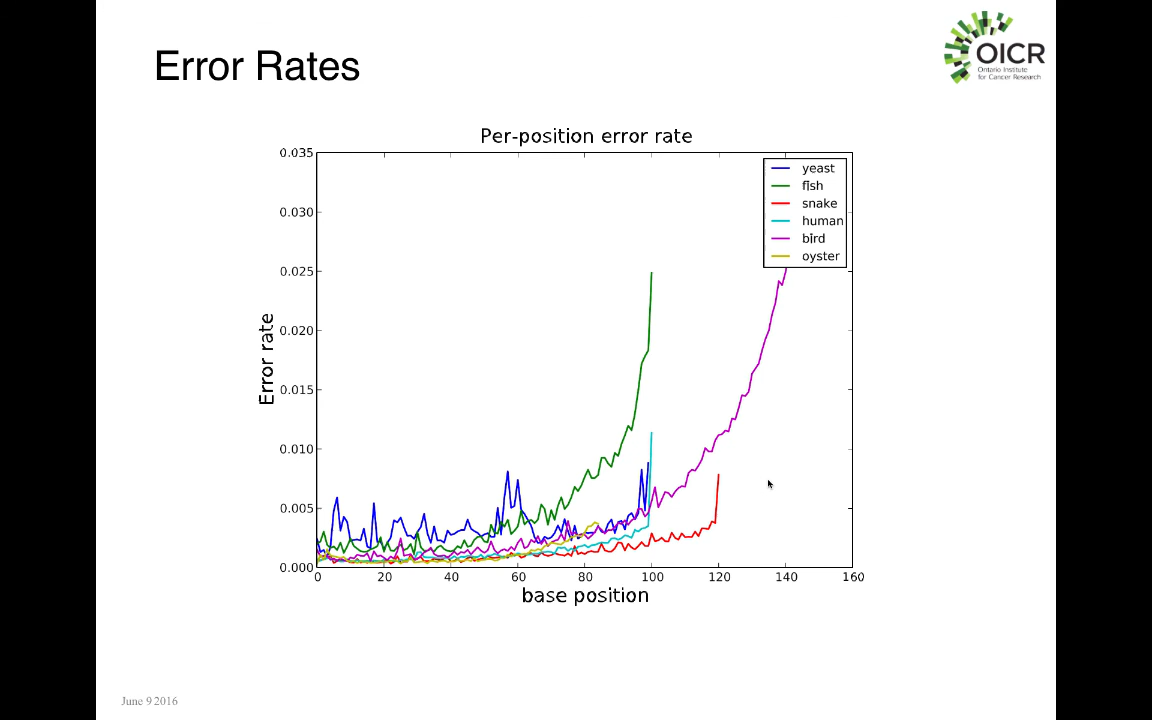 Error Rates
OICR
Ontario Institute
for Cancer Research
Per-position error rate
0.035
0.030
0.025
0.020
0.015
0.010
0.005
0.000
Error rate
yeast
fish
snake
human
bird
oyster
0 20 40 60 80 100 120 140 160
base position
June 9 2016